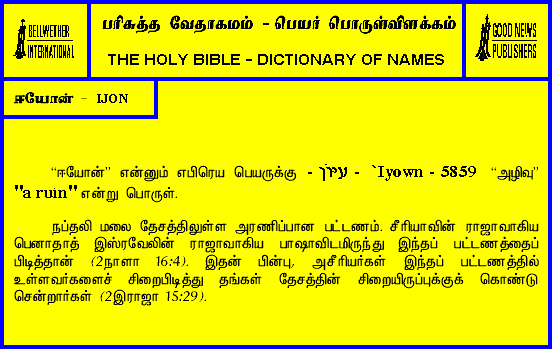 BELLWETHER
INTERNATIONAL
பரிசுத்த வேதாகமம் - பெயர் பொருள்விளக்கம்
THE HOLY BIBLE - DICTIONARY OF NAMES
GOOD NEWS
PUBLISHERS
ஈயோன் - IJON
“ஈயோன்” என்னும் எபிரெய பெயருக்கு - עִיּוֹן - `Iyown - 5859 “அழிவு”
"a ruin" என்று பொருள்.
நப்தலி மலை தேசத்திலுள்ள அரணிப்பான பட்டணம். சீரியாவின் ராஜாவாகிய
பெனாதாத் இஸ்ரவேலின் ராஜாவாகிய பாஷாவிடமிருந்து இந்தப் பட்டணத்தைப்
பிடித்தான் (2நாளா 16:4). இதன் பின்பு, அசீரியர்கள் இந்தப் பட்டணத்தில்
உள்ளவர்களைச் சிறைபிடித்து தங்கள் தேசத்தின் சிறையிருப்புக்குக் கொண்டு
சென்றார்கள் (2இராஜா 15:29).